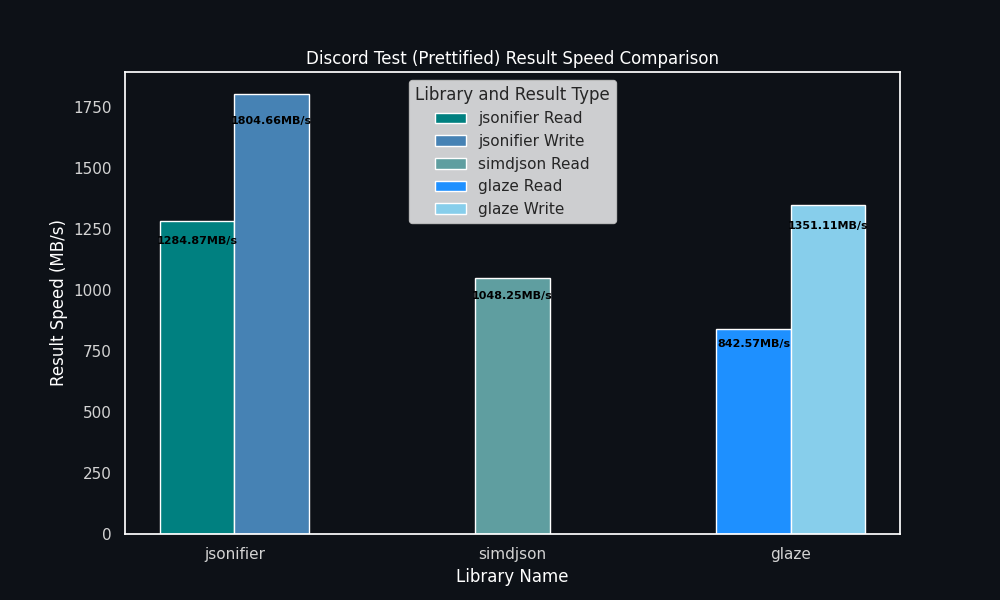 Discord Test (Prettified) Result Speed Comparison
Library and Result Type
jsonifier Read
jsonifier Write
simdjson Read
glaze Read
glaze Write
Result Speed (MB/s)
1750
1500
1250
1000
750
500
250
0
1284.87MB/s
1804.66MB/s
1048.25MB/s
842.57MB/s
1351.11MB/s
jsonifier
simdjson
glaze
Library Name